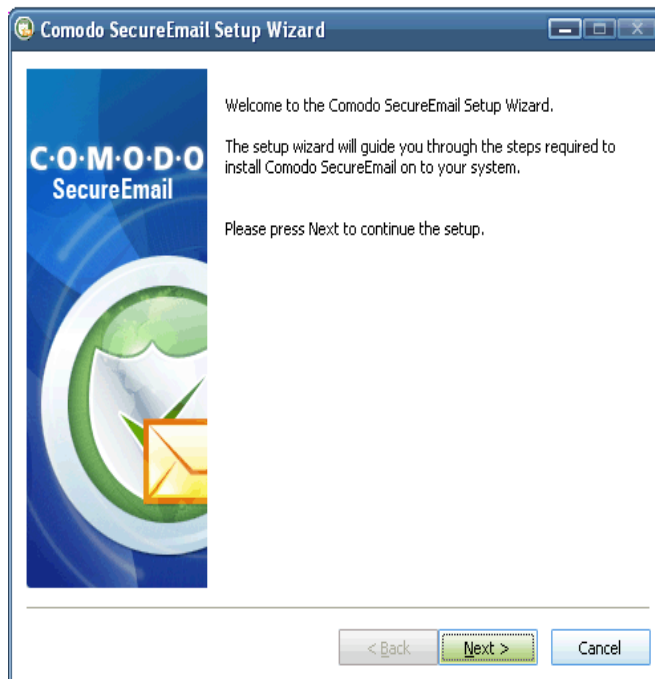 Comodo SecureEmail Setup Wizard
C·O·M·O·D·O
SecureEmail
Welcome to the Comodo SecureEmail Setup Wizard.
The setup wizard will guide you through the steps required to
install Comodo SecureEmail on to your system.
Please press Next to continue the setup.
< Back Next > Cancel